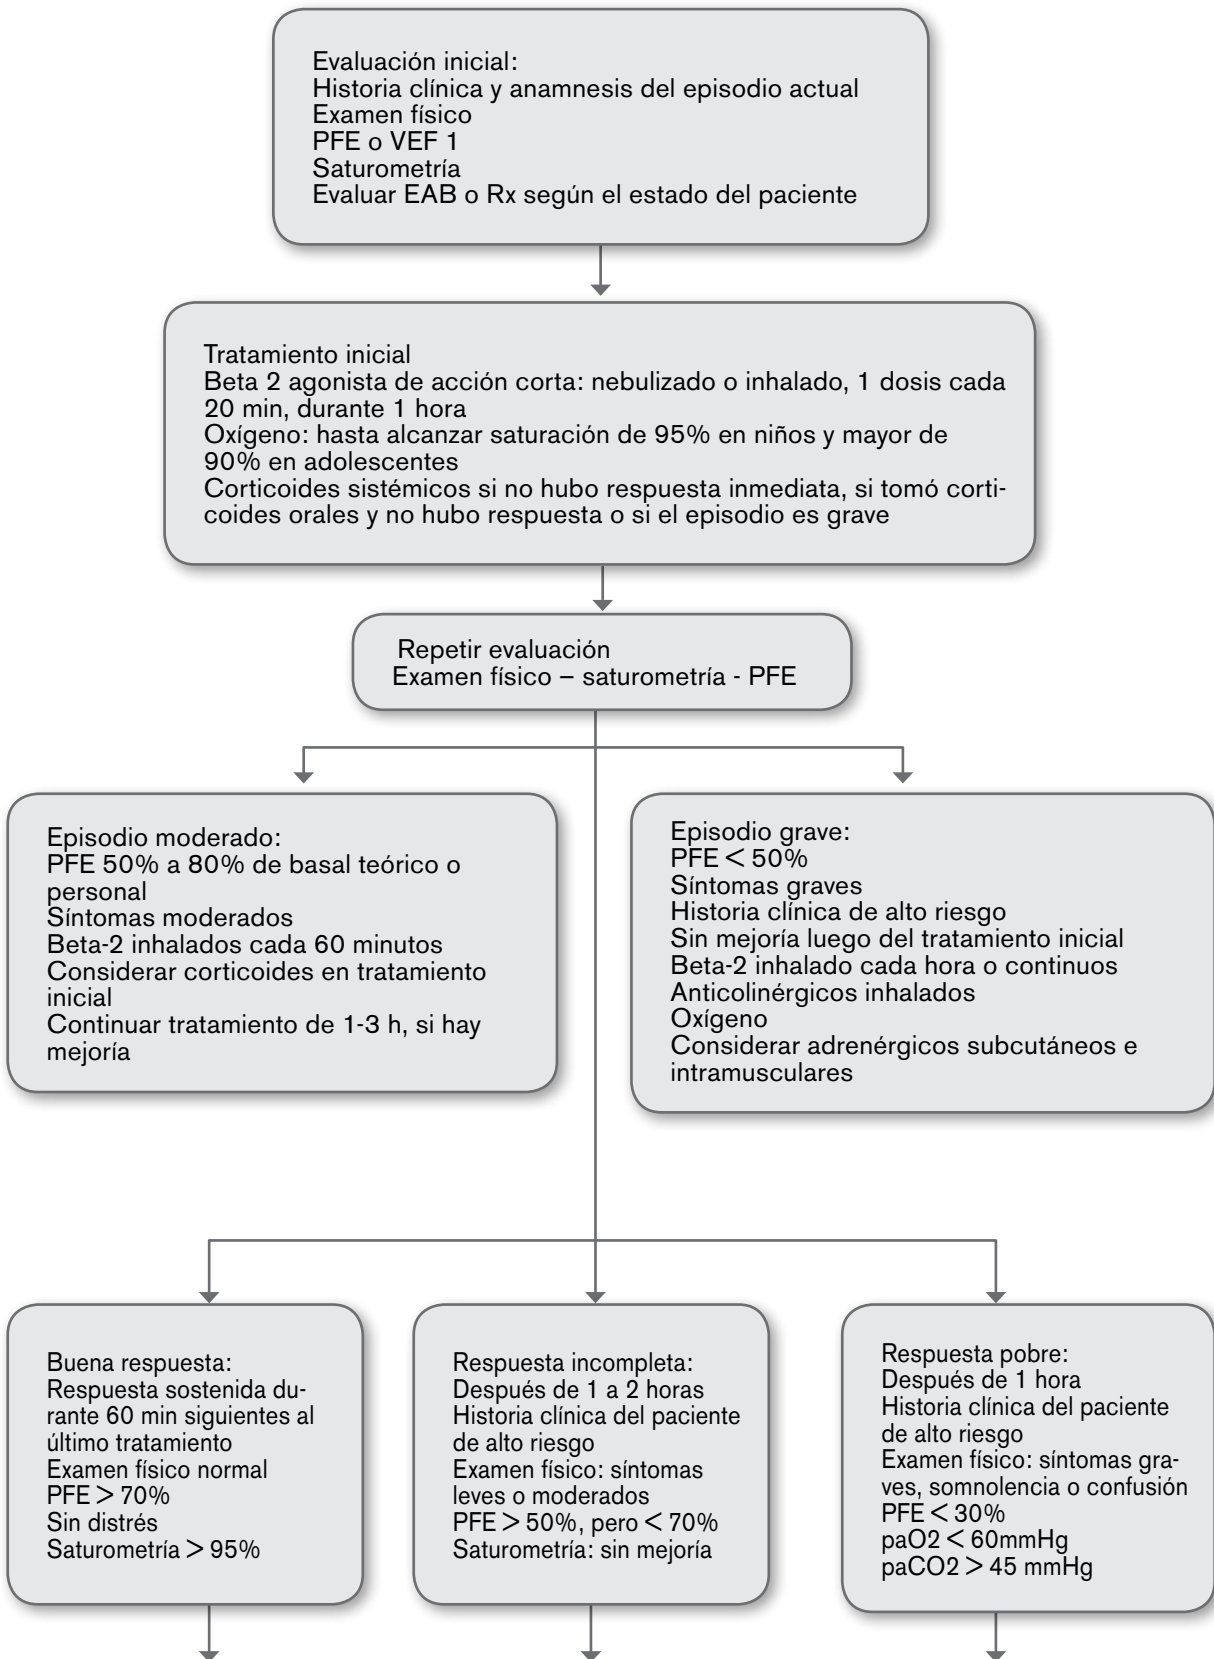 Evaluación inicial:
Historia clínica y anamnesis del episodio actual
Examen físico
PFE o VEF 1
Saturometría
Evaluar EAB o Rx según el estado del paciente
Tratamiento inicial
Beta 2 agonista de acción corta: nebulizado o inhalado, 1 dosis cada
20 min, durante 1 hora
Oxígeno: hasta alcanzar saturación de 95% en niños y mayor de
90% en adolescentes
Corticoides sistémicos si no hubo respuesta inmediata, si tomó corti-
coides orales y no hubo respuesta o si el episodio es grave
Repetir evaluación
Examen físico – saturometría - PFE
Episodio moderado:
PFE 50% a 80% de basal teórico o
personal
Síntomas moderados
Beta-2 inhalados cada 60 minutos
Considerar corticoides en tratamiento
inicial
Continuar tratamiento de 1-3 h, si hay
mejoría
Episodio grave:
PFE < 50%
Síntomas graves
Historia clínica de alto riesgo
Sin mejoría luego del tratamiento inicial
Beta-2 inhalado cada hora o continuos
Anticolinérgicos inhalados
Oxígeno
Considerar adrenérgicos subcutáneos e
intramusculares
Buena respuesta:
Respuesta sostenida du-
rante 60 min siguientes al
último tratamiento
Examen físico normal
PFE > 70%
Sin distrés
Saturometría > 95%
Respuesta incompleta:
Después de 1 a 2 horas
Historia clínica del paciente
de alto riesgo
Examen físico: síntomas
leves o moderados
PFE > 50%, pero < 70%
Saturometría: sin mejoría
Respuesta pobre:
Después de 1 hora
Historia clínica del paciente
de alto riesgo
Examen físico: síntomas gra-
ves, somnolencia o confusión
PFE < 30%
paO2 < 60mmHg
paCO2 > 45 mmHg